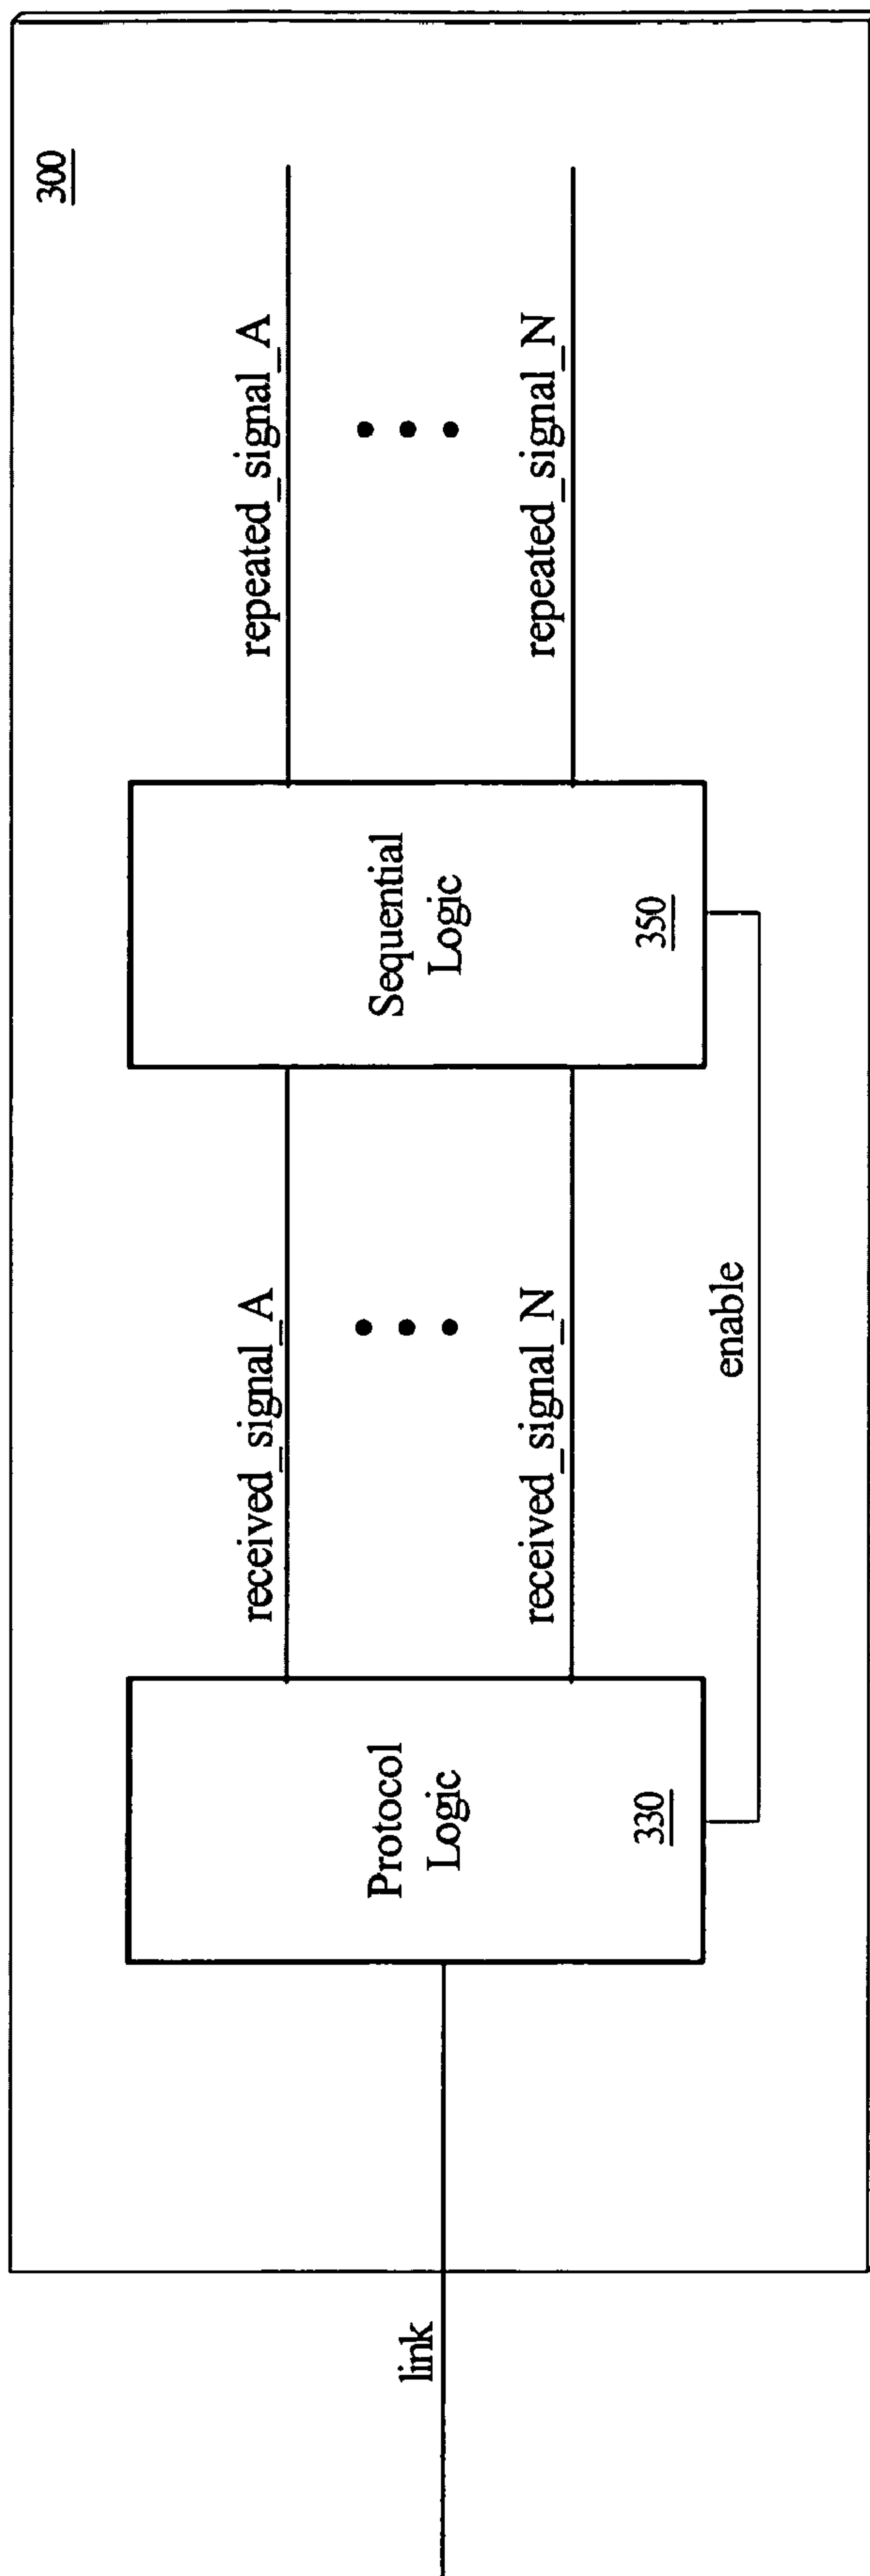 300
link
Protocol
Logic
330
received_signal_A
received_signal_N
enable
Sequential
Logic
350
repeated_signal_A
repeated_signal_N